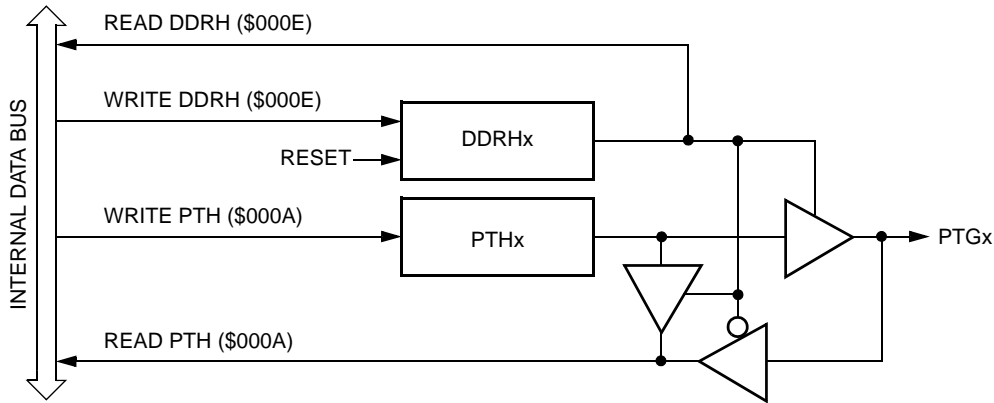 READ DDRH ($000E)
WRITE DDRH ($000E)
DDRHx
RESET
INTERNAL DATA BUS
WRITE PTH ($000A)
PTHx
PTGx
READ PTH ($000A)